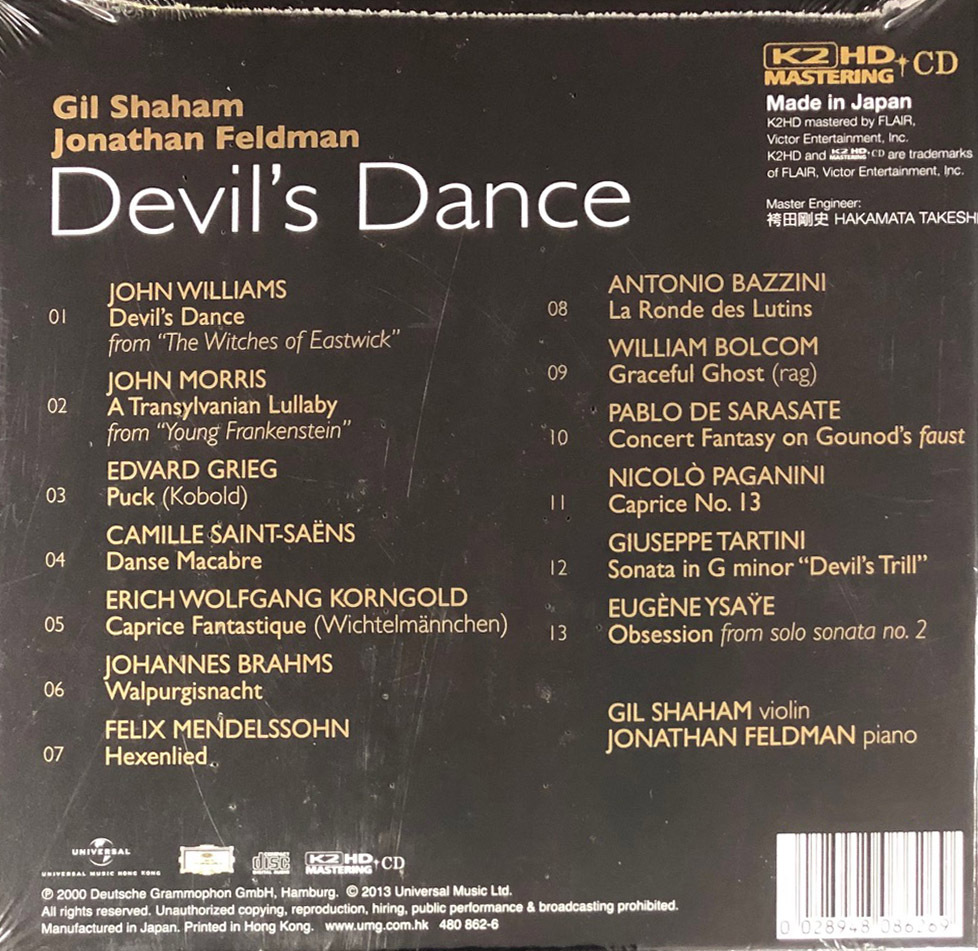 K2 HD MASTERING + CD
Made in Japan
K2HD mastered by FLAIR,
Victor Entertainment, Inc.
K2HD and K2 HD MASTERING + CD are trademarks
of FLAIR, Victor Entertainment, Inc.
Master Engineer:
袴田剛史 HAKAMATA TAKESHI
Gil Shaham
Jonathan Feldman
Devil's Dance
JOHN WILLIAMS
01 Devil's Dance
from "The Witches of Eastwick"
JOHN MORRIS
02 A Transylvanian Lullaby
from "Young Frankenstein"
EDVARD GRIEG
03 Puck (Kobold)
CAMILLE SAINT-SAËNS
04 Danse Macabre
ERICH WOLFGANG KORNGOLD
05 Caprice Fantastique (Wichtelmännchen)
JOHANNES BRAHMS
06 Walpurgisnacht
FELIX MENDELSSOHN
07 Hexenlied
ANTONIO BAZZINI
08 La Ronde des Lutins
WILLIAM BOLCOM
09 Graceful Ghost (rag)
PABLO DE SARASATE
10 Concert Fantasy on Gounod's faust
NICOLÒ PAGANINI
11 Caprice No. 13
GIUSEPPE TARTINI
12 Sonata in G minor "Devil's Trill"
EUGÈNE YSAŸE
13 Obsession from solo sonata no. 2
GIL SHAHAM violin
JONATHAN FELDMAN piano
UNIVERSAL
UNIVERSAL MUSIC HONG KONG
COMPACT disc DIGITAL AUDIO
K2 HD MASTERING + CD
℗ 2000 Deutsche Grammophon GmbH, Hamburg. © 2013 Universal Music Ltd.
All rights reserved. Unauthorized copying, reproduction, hiring, public performance & broadcasting prohibited.
Manufactured in Japan. Printed in Hong Kong. www.umg.com.hk 480 862-6
0 028948 086269